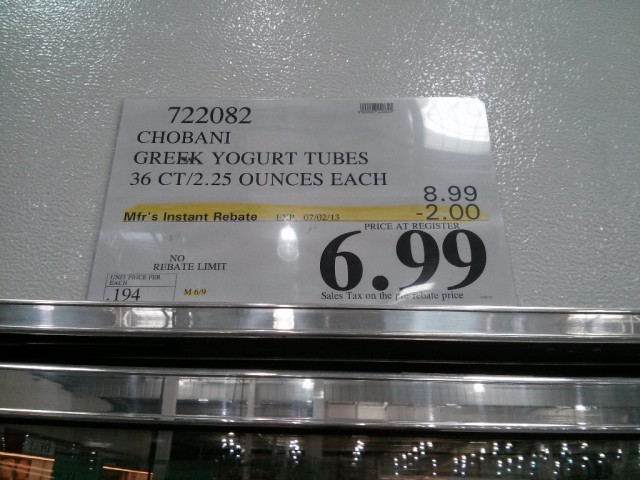 722082
CHOBANI
GREEK YOGURT TUBES
36 CT/2.25 OUNCES EACH
8.99
Mfr's Instant Rebate EXP. 07/02/13 -2.00
PRICE AT REGISTER
6.99
NO
REBATE LIMIT
UNIT PRICE PER
EACH
.194
M-6/9
Sales Tax on the pre rebate price